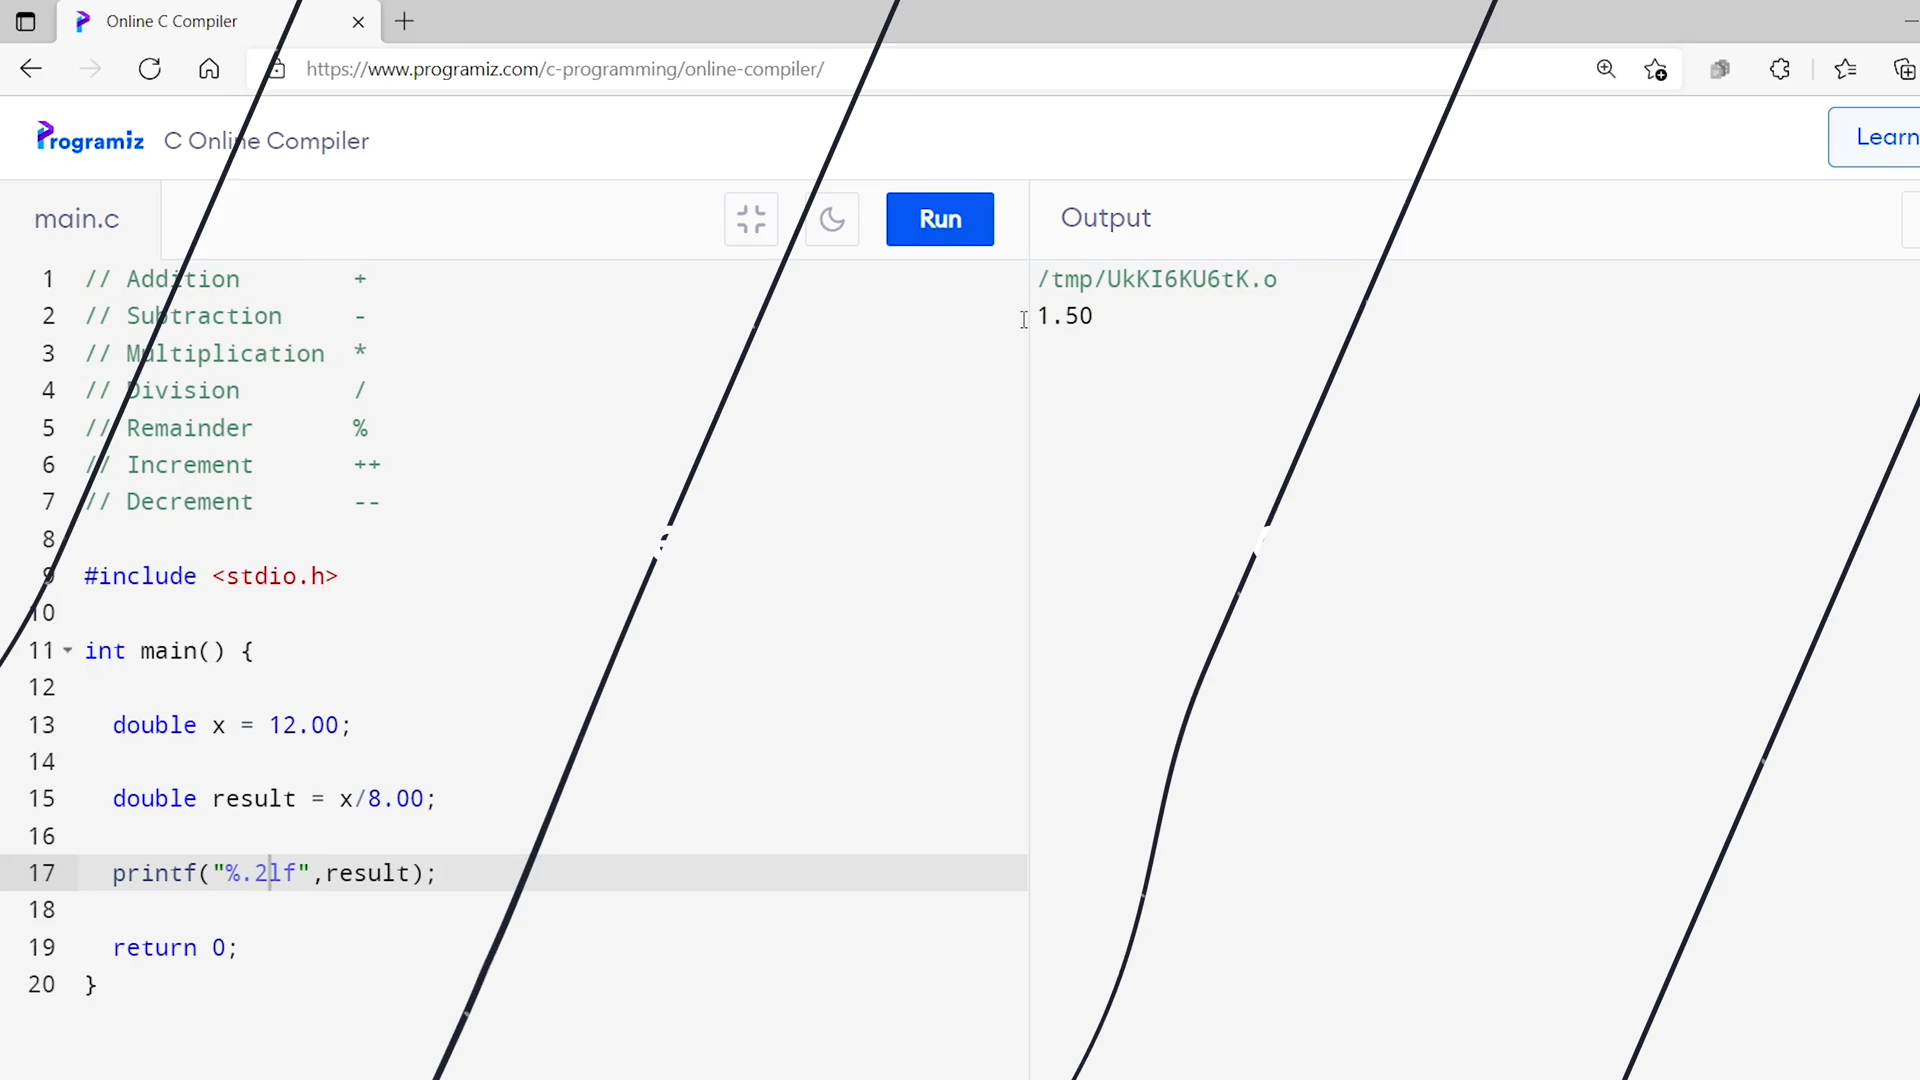 Online C Compiler
https://www.programiz.com/c-programming/online-compiler/
Programiz C Online Compiler
Learn
main.c
Run
Output
1 // Addition +
2 // Subtraction -
3 // Multiplication *
4 // Division /
5 // Remainder %
6 // Increment ++
7 // Decrement --
8
9 #include <stdio.h>
10
11 int main() {
12
13 double x = 12.00;
14
15 double result = x/8.00;
16
17 printf("%.2lf",result);
18
19 return 0;
20 }
/tmp/UkKI6KU6tK.o
1.50